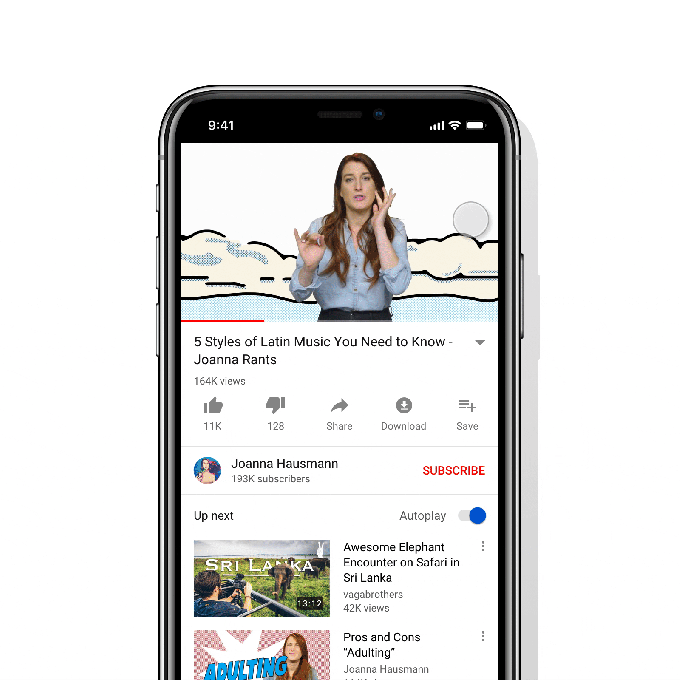 9:41
5 Styles of Latin Music You Need to Know -
Joanna Rants
164K views
11K
128
Share
Download
Save
Joanna Hausmann
193K subscribers
SUBSCRIBE
Up next
Autoplay
SRI LANKA
13:12
Awesome Elephant
Encounter on Safari in
Sri Lanka
vagabrothers
42K views
ADULTING
Pros and Cons
"Adulting"
Joanna Hausmann